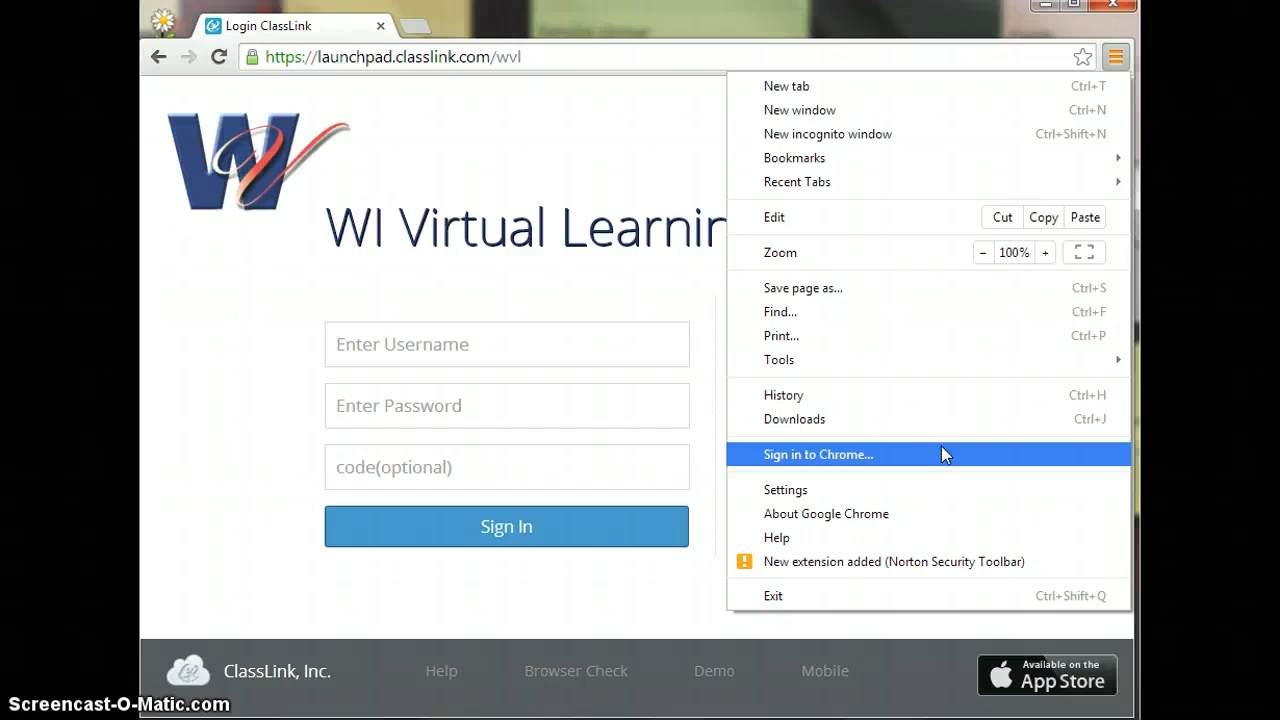 Login ClassLink
https://launchpad.classlink.com/wvl
W
WI Virtual Learnin
Enter Username
Enter Password
code(optional)
Sign In
New tab Ctrl+T
New window Ctrl+N
New incognito window Ctrl+Shift+N
Bookmarks
Recent Tabs
Edit Cut Copy Paste
Zoom − 100% +
Save page as... Ctrl+S
Find... Ctrl+F
Print... Ctrl+P
Tools
History Ctrl+H
Downloads Ctrl+J
Sign in to Chrome...
Settings
About Google Chrome
Help
New extension added (Norton Security Toolbar)
Exit Ctrl+Shift+Q
ClassLink, Inc. Help Browser Check Demo Mobile
Available on the
App Store
Screencast-O-Matic.com